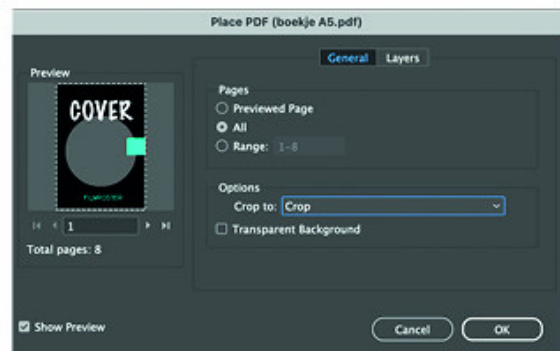 Place PDF (boekje A5.pdf)
General Layers
Preview
COVER
1
Total pages: 8
Pages
Previewed Page
All
Range: 1-8
Options
Crop to: Crop
Transparent Background
Show Preview
Cancel OK